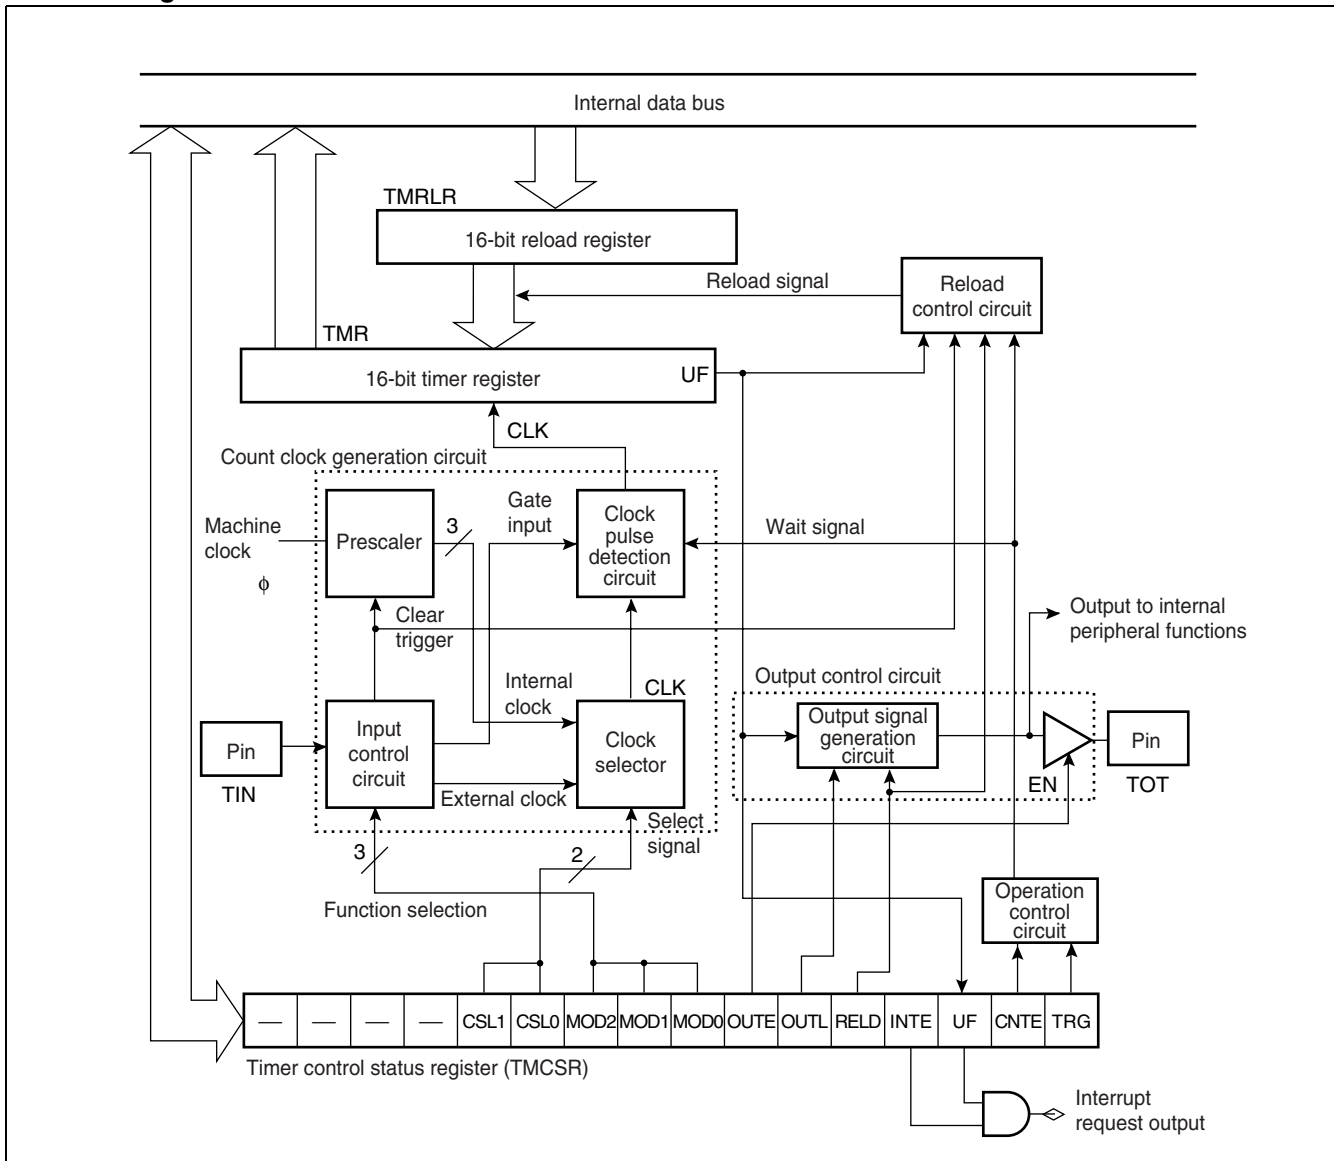 Internal data bus
TMRLR
16-bit reload register
Reload signal
Reload
control circuit
TMR
16-bit timer register
UF
CLK
Count clock generation circuit
Machine
clock
ϕ
Prescaler
3
Gate
input
Clock
pulse
detection
circuit
Wait signal
Clear
trigger
Output to internal
peripheral functions
Internal
clock
CLK
Output control circuit
Pin
TIN
Input
control
circuit
External clock
Clock
selector
Output signal
generation
circuit
EN
Pin
TOT
Select
signal
3
2
Function selection
Operation
control
circuit
— — — — CSL1 CSL0 MOD2 MOD1 MOD0 OUTE OUTL RELD INTE UF CNTE TRG
Timer control status register (TMCSR)
Interrupt
request output